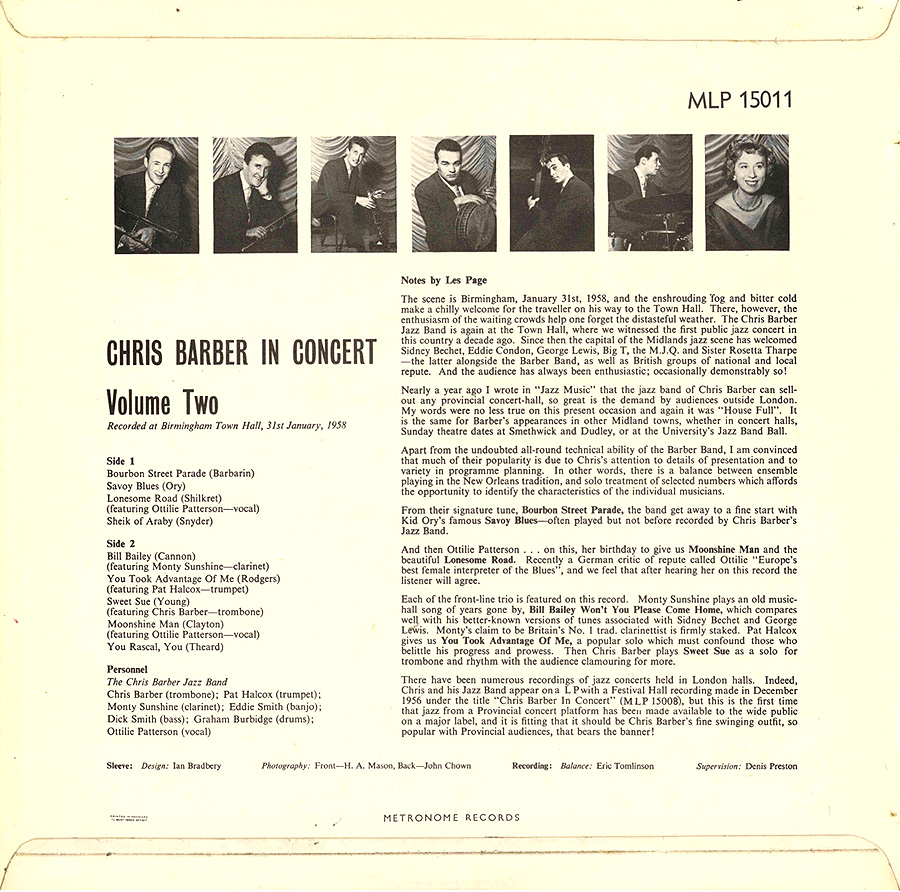 MLP 15011
Notes by Les Page
The scene is Birmingham, January 31st, 1958, and the enshrouding fog and bitter cold
make a chilly welcome for the traveller on his way to the Town Hall. There, however, the
enthusiasm of the waiting crowds help one forget the distasteful weather. The Chris Barber
Jazz Band is again at the Town Hall, where we witnessed the first public jazz concert in
this country a decade ago. Since then the capital of the Midlands jazz scene has welcomed
Sidney Bechet, Eddie Condon, George Lewis, Big T, the M.J.Q. and Sister Rosetta Tharpe
—the latter alongside the Barber Band, as well as British groups of national and local
repute. And the audience has always been enthusiastic; occasionally demonstrably so!
Nearly a year ago I wrote in "Jazz Music" that the jazz band of Chris Barber can sell-
out any provincial concert-hall, so great is the demand by audiences outside London.
My words were no less true on this present occasion and again it was "House Full". It
is the same for Barber's appearances in other Midland towns, whether in concert halls,
Sunday theatre dates at Smethwick and Dudley, or at the University's Jazz Band Ball.
Apart from the undoubted all-round technical ability of the Barber Band, I am convinced
that much of their popularity is due to Chris's attention to details of presentation and to
variety in programme planning. In other words, there is a balance between ensemble
playing in the New Orleans tradition, and solo treatment of selected numbers which affords
the opportunity to identify the characteristics of the individual musicians.
From their signature tune, Bourbon Street Parade, the band get away to a fine start with
Kid Ory's famous Savoy Blues—often played but not before recorded by Chris Barber's
Jazz Band.
And then Ottilie Patterson . . . on this, her birthday to give us Moonshine Man and the
beautiful Lonesome Road. Recently a German critic of repute called Ottilie "Europe's
best female interpreter of the Blues", and we feel that after hearing her on this record the
listener will agree.
Each of the front-line trio is featured on this record. Monty Sunshine plays an old music-
hall song of years gone by, Bill Bailey Won't You Please Come Home, which compares
well with his better-known versions of tunes associated with Sidney Bechet and George
Lewis. Monty's claim to be Britain's No. 1 trad. clarinettist is firmly staked. Pat Halcox
gives us You Took Advantage Of Me, a popular solo which must confound those who
belittle his progress and prowess. Then Chris Barber plays Sweet Sue as a solo for
trombone and rhythm with the audience clamouring for more.
There have been numerous recordings of jazz concerts held in London halls. Indeed,
Chris and his Jazz Band appear on a L P with a Festival Hall recording made in December
1956 under the title "Chris Barber In Concert" (MLP 15008), but this is the first time
that jazz from a Provincial concert platform has been made available to the wide public
on a major label, and it is fitting that it should be Chris Barber's fine swinging outfit, so
popular with Provincial audiences, that bears the banner!
CHRIS BARBER IN CONCERT
Volume Two
Recorded at Birmingham Town Hall, 31st January, 1958
Side 1
Bourbon Street Parade (Barbarin)
Savoy Blues (Ory)
Lonesome Road (Shilkret)
(featuring Ottilie Patterson—vocal)
Sheik of Araby (Snyder)
Side 2
Bill Bailey (Cannon)
(featuring Monty Sunshine—clarinet)
You Took Advantage Of Me (Rodgers)
(featuring Pat Halcox—trumpet)
Sweet Sue (Young)
(featuring Chris Barber—trombone)
Moonshine Man (Clayton)
(featuring Ottilie Patterson—vocal)
You Rascal, You (Theard)
Personnel
The Chris Barber Jazz Band
Chris Barber (trombone); Pat Halcox (trumpet);
Monty Sunshine (clarinet); Eddie Smith (banjo);
Dick Smith (bass); Graham Burbidge (drums);
Ottilie Patterson (vocal)
Sleeve: Design: Ian Bradbery Photography: Front—H. A. Mason, Back—John Chown Recording: Balance: Eric Tomlinson Supervision: Denis Preston
METRONOME RECORDS